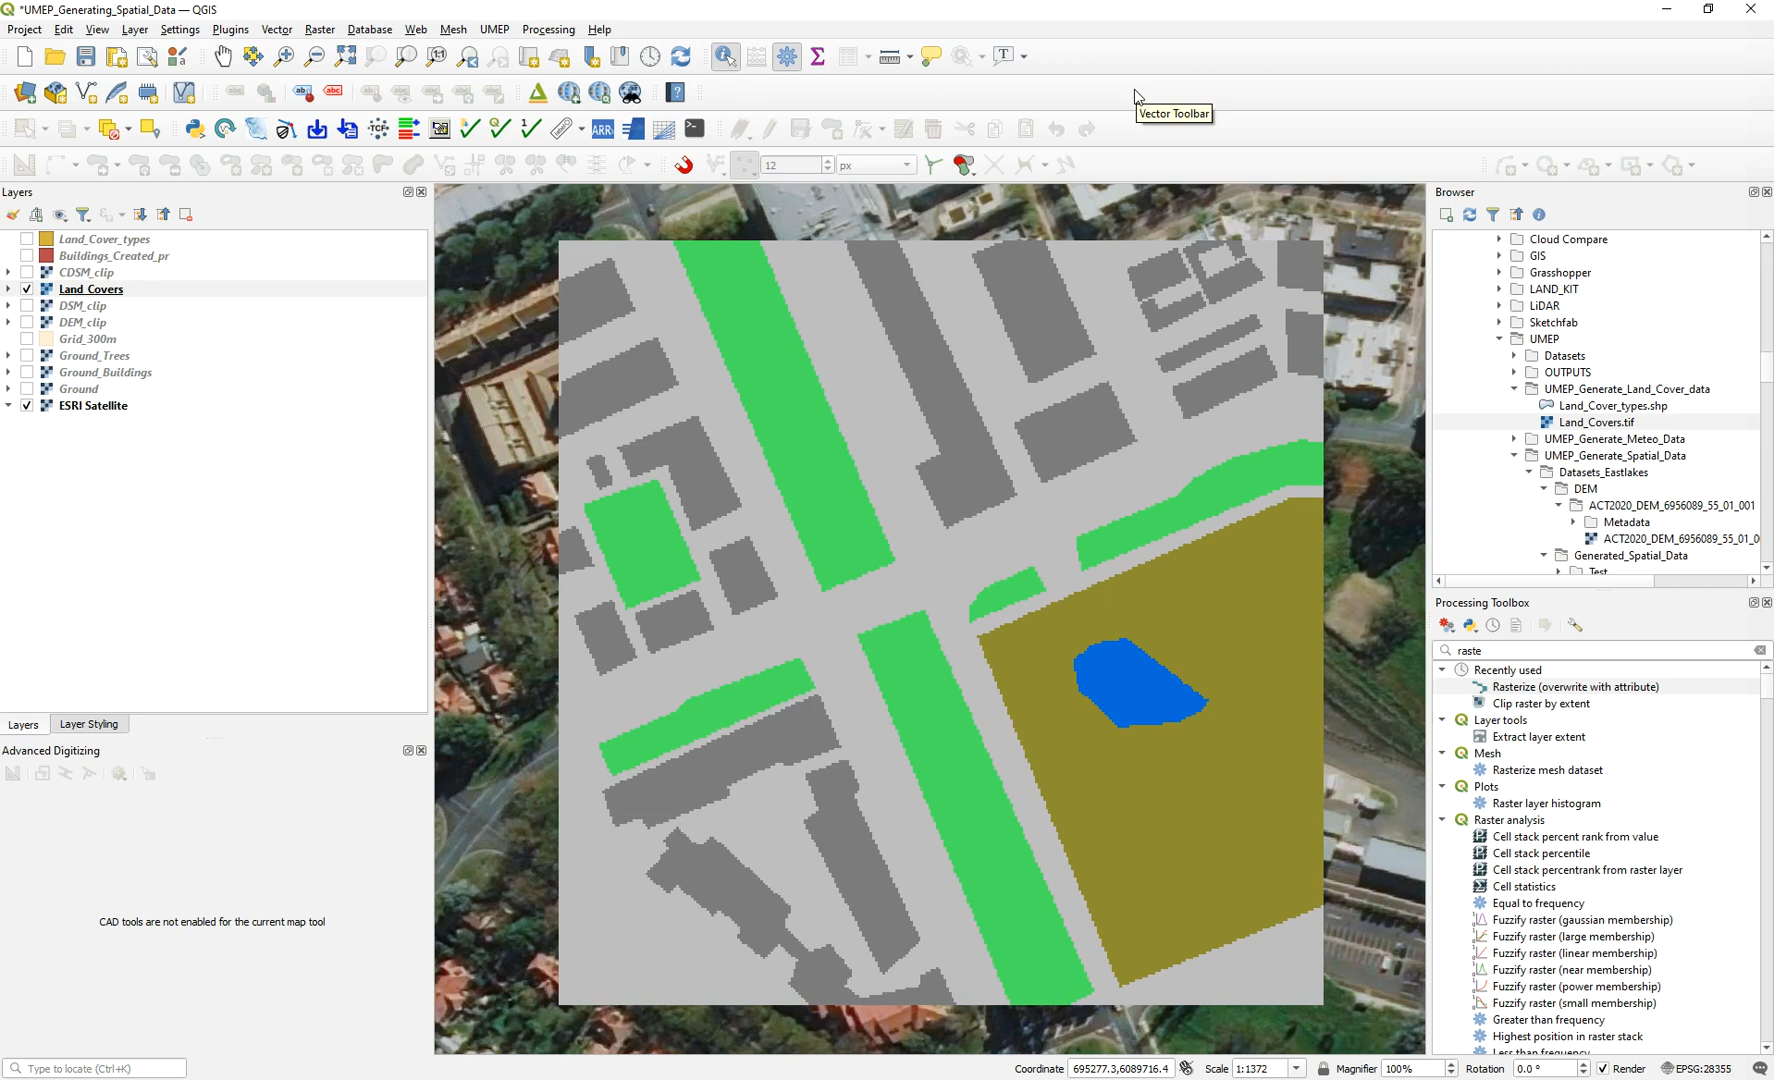 *UMEP_Generating_Spatial_Data — QGIS
Project Edit View Layer Settings Plugins Vector Raster Database Web Mesh UMEP Processing Help
Vector Toolbar
12 px
Layers
Land_Cover_types
Buildings_Created_pr
CDSM_clip
Land_Covers
DSM_clip
DEM_clip
Grid_300m
Ground_Trees
Ground_Buildings
Ground
ESRI Satellite
Layers Layer Styling
Advanced Digitizing
CAD tools are not enabled for the current map tool
Browser
Cloud Compare
GIS
Grasshopper
LAND_KIT
LiDAR
Sketchfab
UMEP
Datasets
OUTPUTS
UMEP_Generate_Land_Cover_data
Land_Cover_types.shp
Land_Covers.tif
UMEP_Generate_Meteo_Data
UMEP_Generate_Spatial_Data
Datasets_Eastlakes
DEM
ACT2020_DEM_6956089_55_01_001
Metadata
ACT2020_DEM_6956089_55_01_0
Generated_Spatial_Data
Test
Processing Toolbox
raste
Recently used
Rasterize (overwrite with attribute)
Clip raster by extent
Layer tools
Extract layer extent
Mesh
Rasterize mesh dataset
Plots
Raster layer histogram
Raster analysis
Cell stack percent rank from value
Cell stack percentile
Cell stack percentrank from raster layer
Cell statistics
Equal to frequency
Fuzzify raster (gaussian membership)
Fuzzify raster (large membership)
Fuzzify raster (linear membership)
Fuzzify raster (near membership)
Fuzzify raster (power membership)
Fuzzify raster (small membership)
Greater than frequency
Highest position in raster stack
Less than frequency
Type to locate (Ctrl+K) Coordinate 695277.3,6089716.4 Scale 1:1372 Magnifier 100% Rotation 0.0 ° Render EPSG:28355